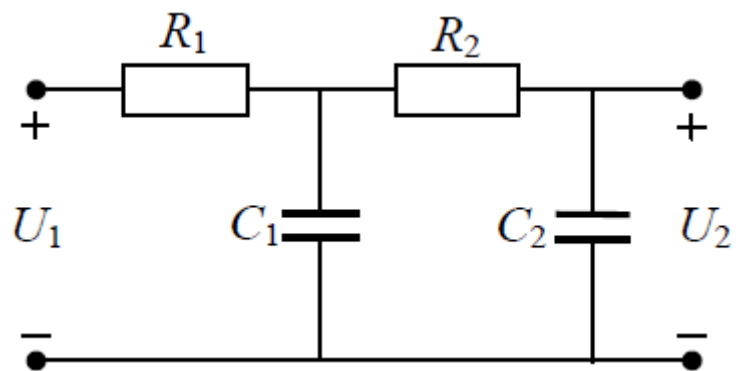 R₁ R₂
+ +
U₁ C₁ C₂ U₂
− −